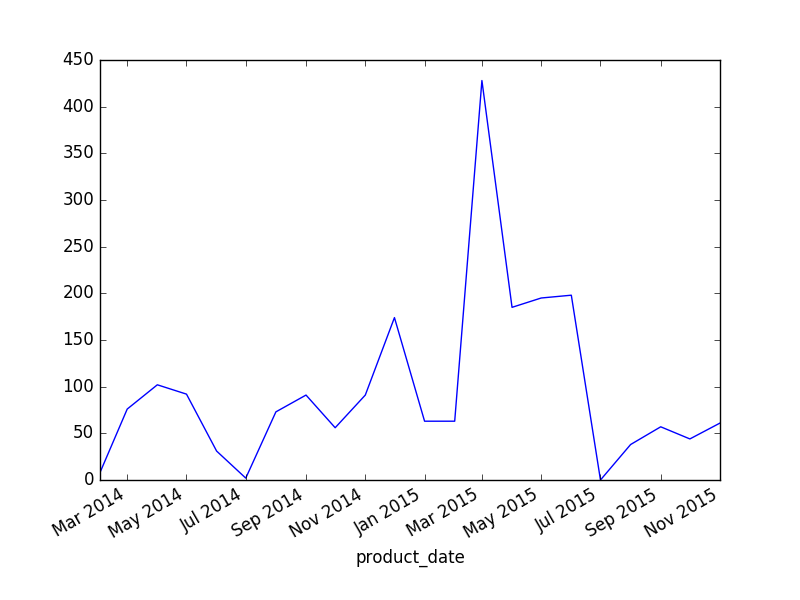 450
400
350
300
250
200
150
100
50
0
Mar 2014
May 2014
Jul 2014
Sep 2014
Nov 2014
Jan 2015
Mar 2015
May 2015
Jul 2015
Sep 2015
Nov 2015
product_date